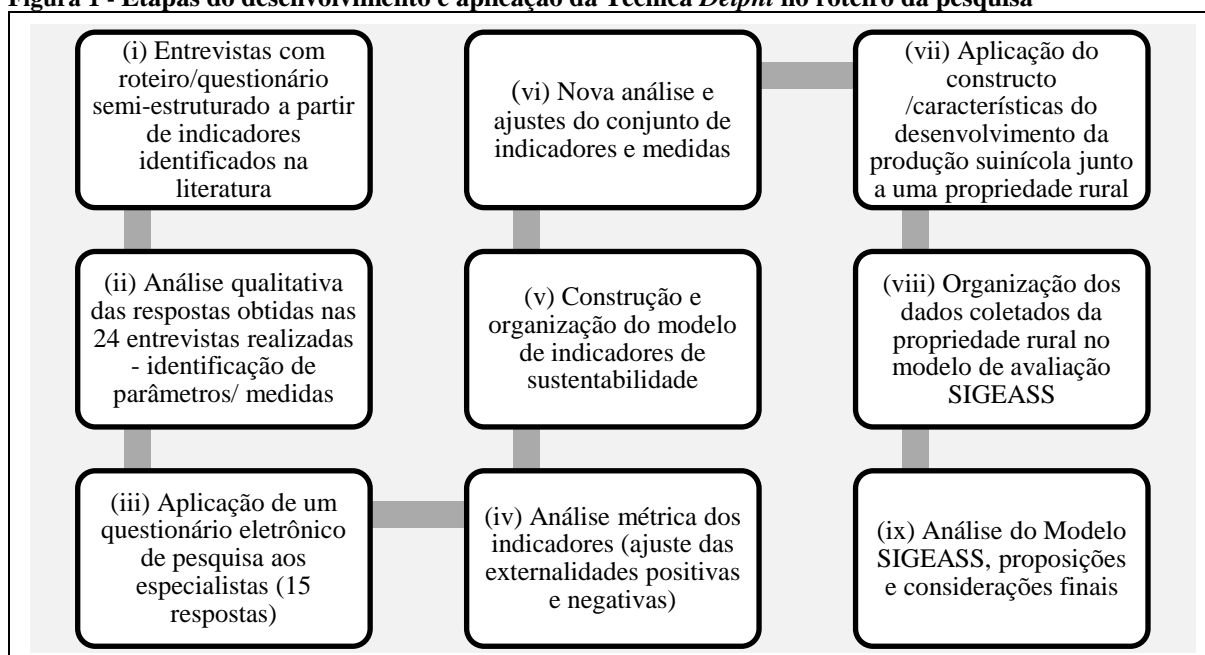 Figura 1 - Etapas do desenvolvimento e aplicação da Técnica Delphi no roteiro da pesquisa
(i) Entrevistas com
roteiro/questionário
semi-estruturado a partir
de indicadores
identificados na
literatura
(ii) Análise qualitativa
das respostas obtidas nas
24 entrevistas realizadas
- identificação de
parâmetros/ medidas
(iii) Aplicação de um
questionário eletrônico
de pesquisa aos
especialistas (15
respostas)
(iv) Análise métrica dos
indicadores (ajuste das
externalidades positivas
e negativas)
(v) Construção e
organização do modelo
de indicadores de
sustentabilidade
(vi) Nova análise e
ajustes do conjunto de
indicadores e medidas
(vii) Aplicação do
constructo
/características do
desenvolvimento da
produção suinícola junto
a uma propriedade rural
(viii) Organização dos
dados coletados da
propriedade rural no
modelo de avaliação
SIGEASS
(ix) Análise do Modelo
SIGEASS, proposições
e considerações finais